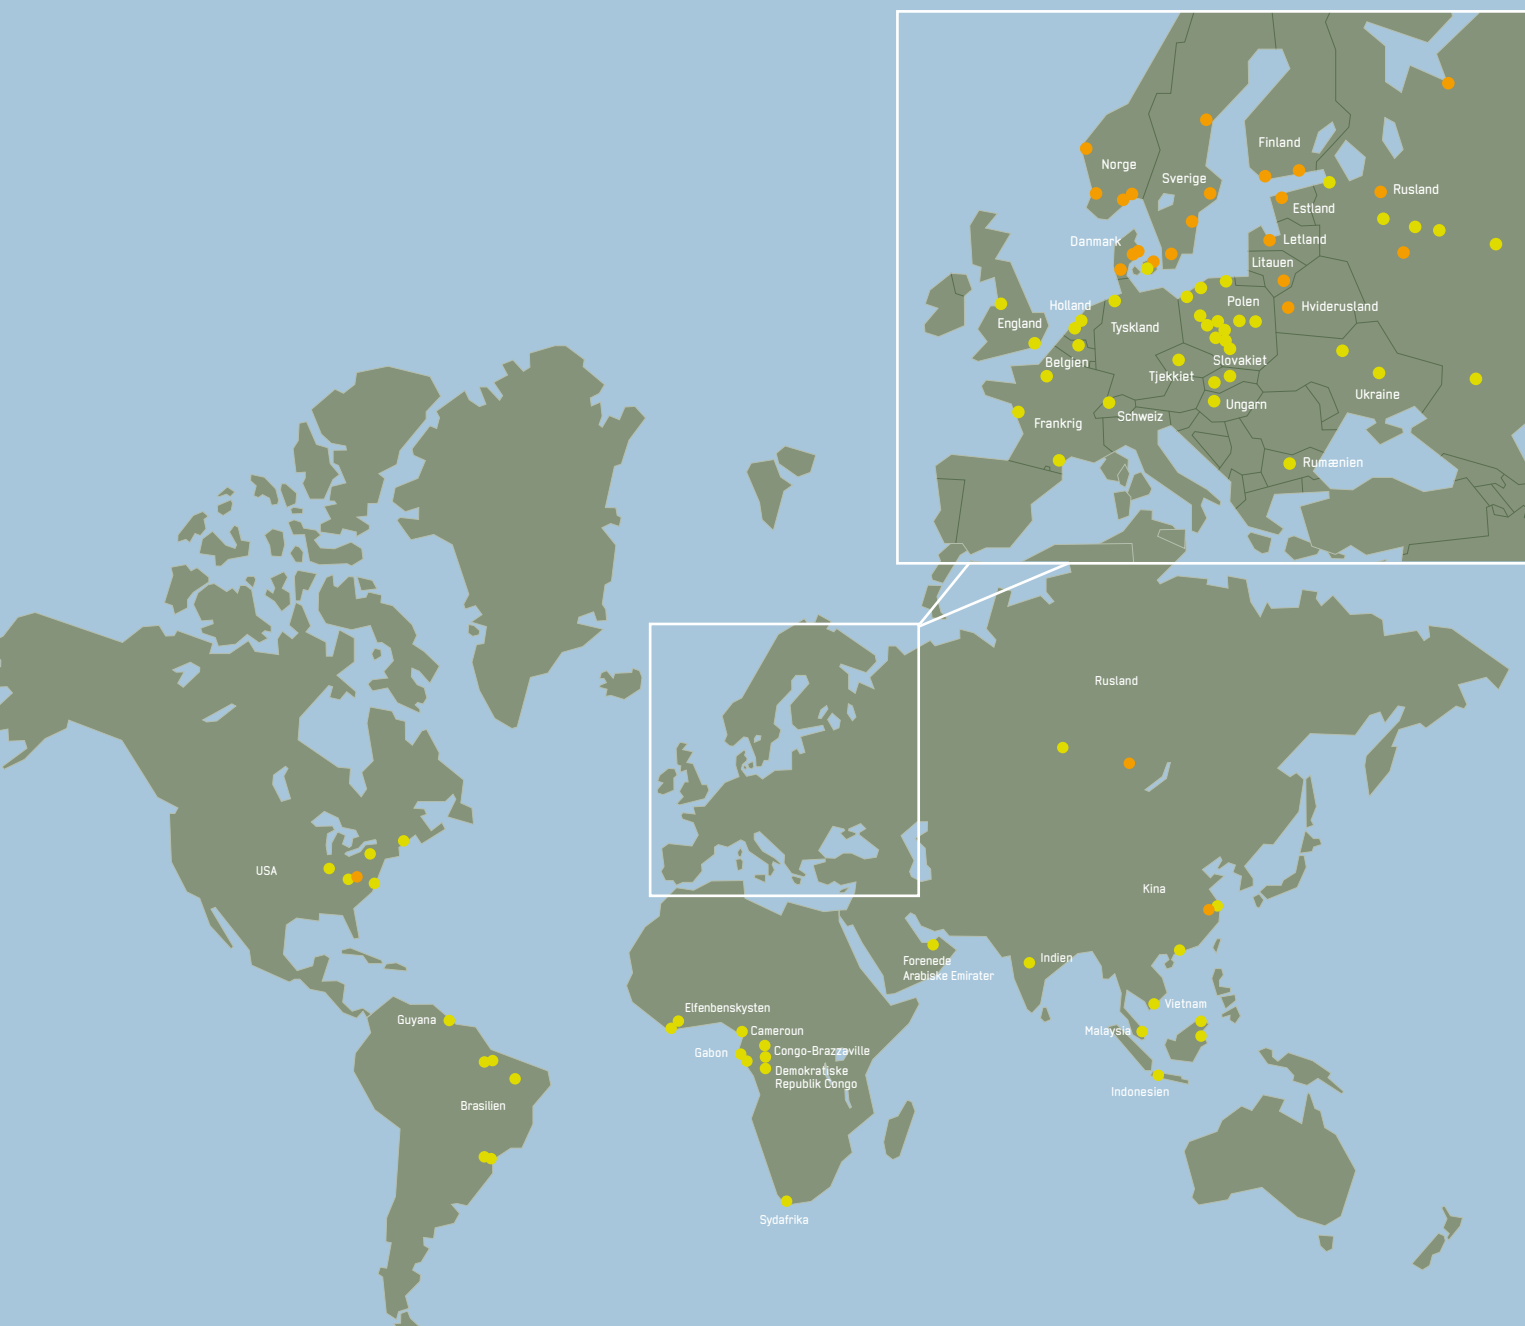 Finland
Norge
Sverige
Rusland
Estland
Danmark
Letland
Litauen
Holland
Polen
Hviderusland
England
Tyskland
Belgien
Slovakiet
Tjekkiet
Ukraine
Ungarn
Schweiz
Frankrig
Rumænien
Rusland
USA
Kina
Forenede
Arabiske Emirater
Indien
Vietnam
Elfenbenskysten
Guyana
Cameroun
Malaysia
Gabon
Congo-Brazzaville
Demokratiske
Republik Congo
Indonesien
Brasilien
Sydafrika